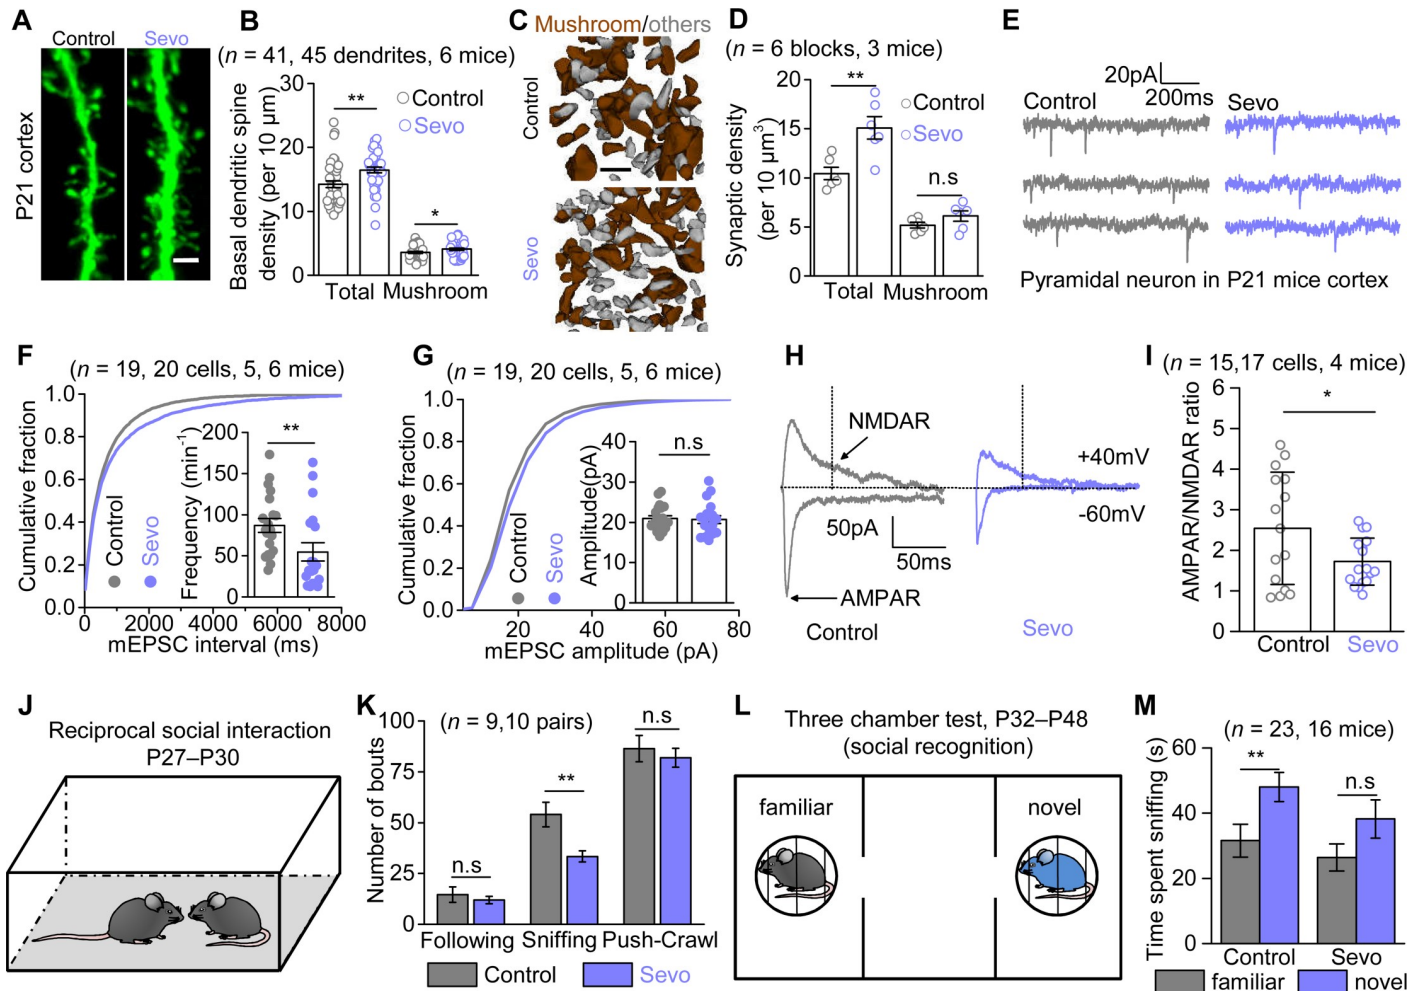 A
Control
Sevo
P21 cortex
B
(n = 41, 45 dendrites, 6 mice)
Basal dendritic spine
density (per 10 µm)
30
20
10
0
**
*
Control
Sevo
Total
Mushroom
C
Mushroom/others
Control
Sevo
D
(n = 6 blocks, 3 mice)
Synaptic density
(per 10 µm³)
20
15
10
5
0
**
n.s
Control
Sevo
Total
Mushroom
E
20pA
200ms
Control
Sevo
Pyramidal neuron in P21 mice cortex
F
(n = 19, 20 cells, 5, 6 mice)
Cumulative fraction
1.0
0.8
0.6
0.4
0.2
0.0
0
2000
4000
6000
8000
mEPSC interval (ms)
Control
Sevo
Frequency (min⁻¹)
200
150
100
50
0
**
G
(n = 19, 20 cells, 5, 6 mice)
Cumulative fraction
1.0
0.8
0.6
0.4
0.2
0.0
20
40
60
80
mEPSC amplitude (pA)
Control
Sevo
Amplitude(pA)
40
30
20
10
0
n.s
H
NMDAR
+40mV
-60mV
50pA
50ms
AMPAR
Control
Sevo
I
(n = 15,17 cells, 4 mice)
AMPAR/NMDAR ratio
6
5
4
3
2
1
0
*
Control
Sevo
J
Reciprocal social interaction
P27–P30
K
(n = 9,10 pairs)
Number of bouts
100
75
50
25
0
n.s
**
n.s
Following
Sniffing
Push-Crawl
Control
Sevo
L
Three chamber test, P32–P48
(social recognition)
familiar
novel
M
(n = 23, 16 mice)
Time spent sniffing (s)
60
40
20
0
**
n.s
Control
Sevo
familiar
novel